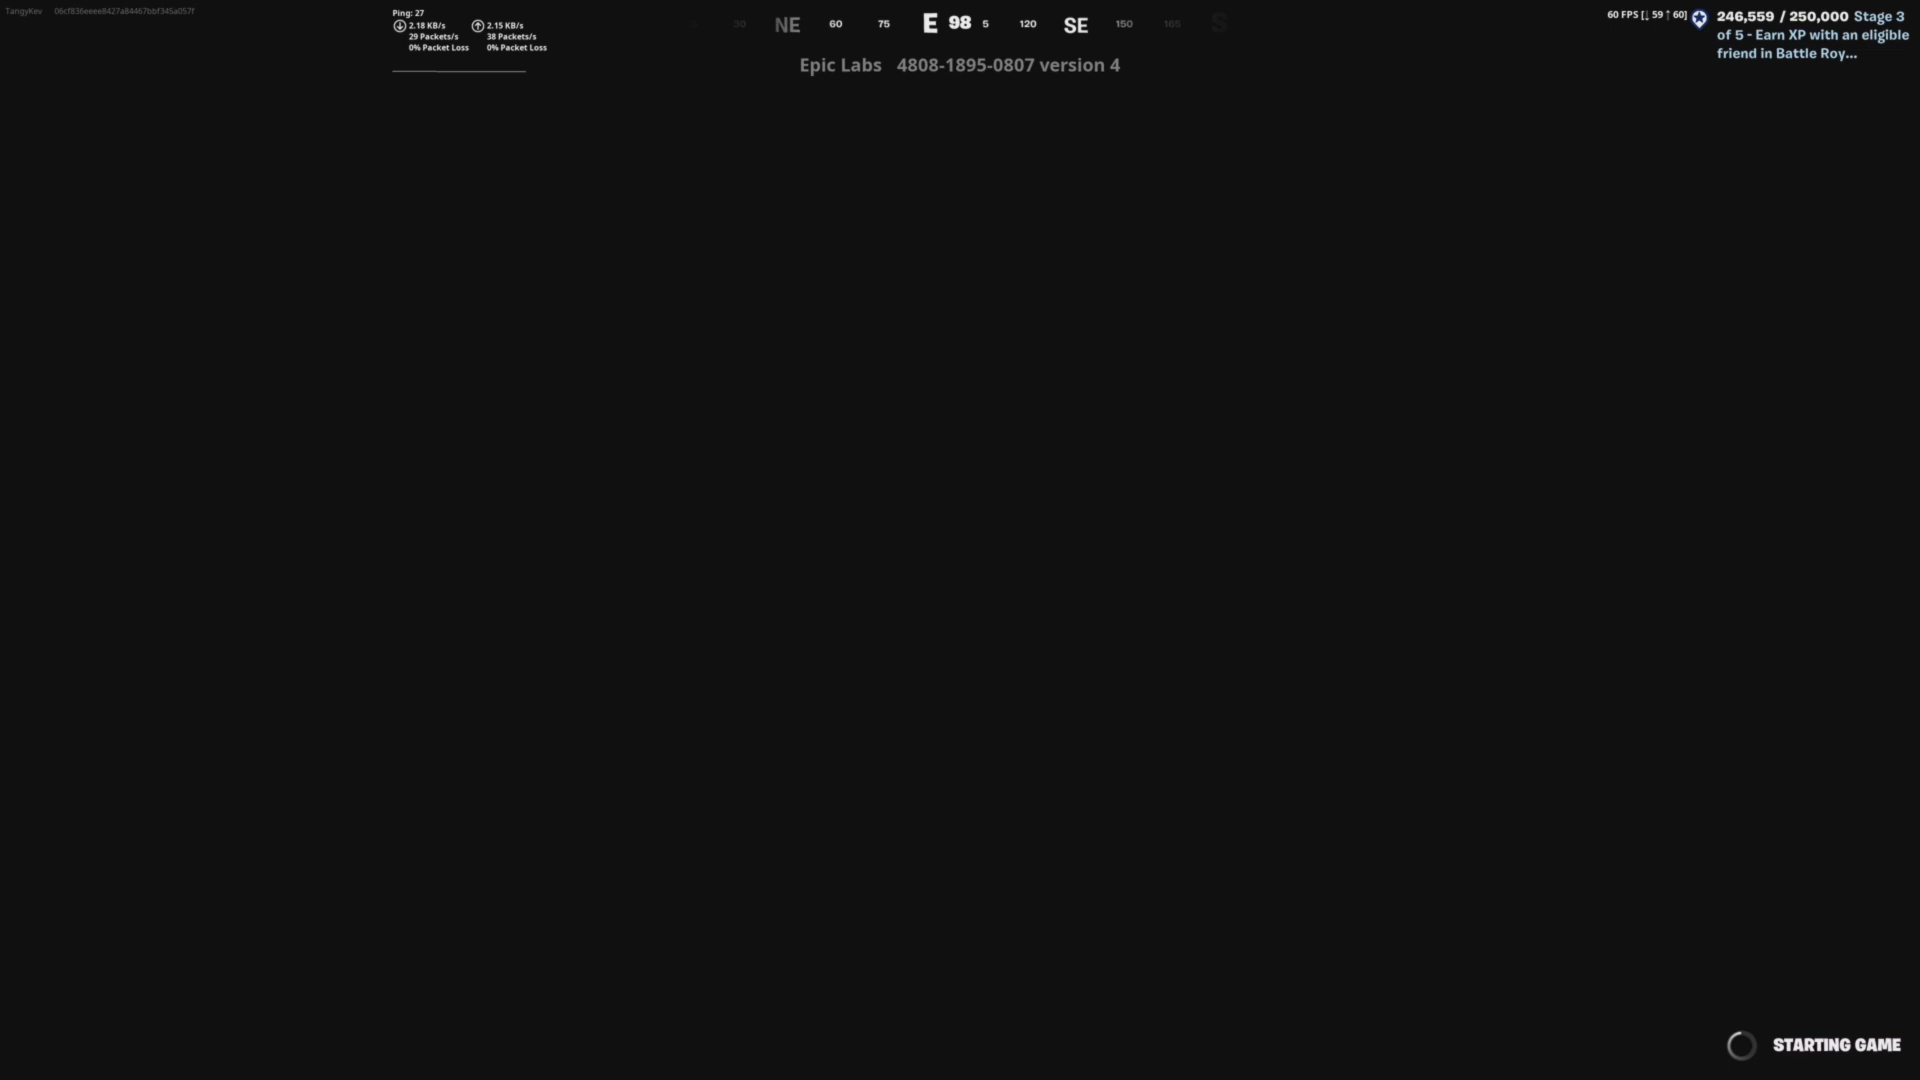 TangyKev 06cf836eeee8427a84467bbf345a057f
Ping: 27
2.18 KB/s 2.15 KB/s
29 Packets/s 38 Packets/s
0% Packet Loss 0% Packet Loss
30 NE 60 75 E 98 5 120 SE 150 165 S
Epic Labs 4808-1895-0807 version 4
60 FPS [↓ 59 ↑ 60]
246,559 / 250,000 Stage 3
of 5 - Earn XP with an eligible
friend in Battle Roy...
STARTING GAME